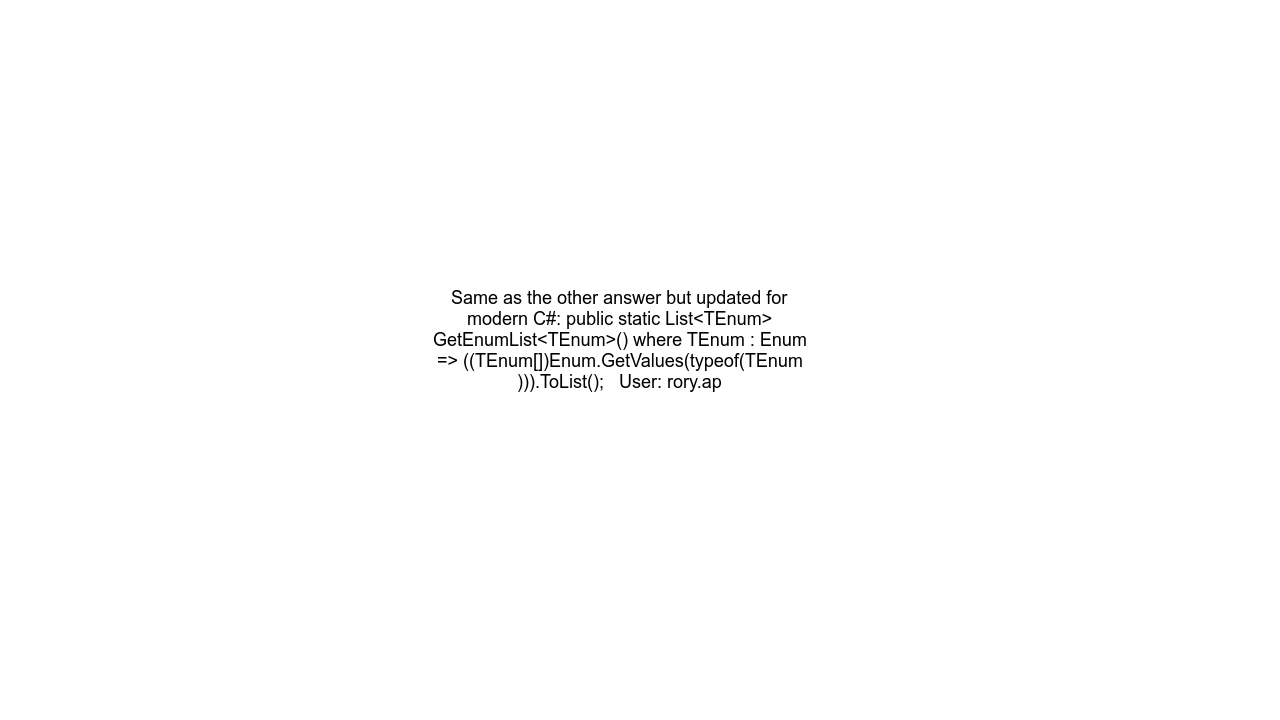 Same as the other answer but updated for
modern C#: public static List<TEnum>
GetEnumList<TEnum>() where TEnum : Enum
=> ((TEnum[])Enum.GetValues(typeof(TEnum
))).ToList();   User: rory.ap